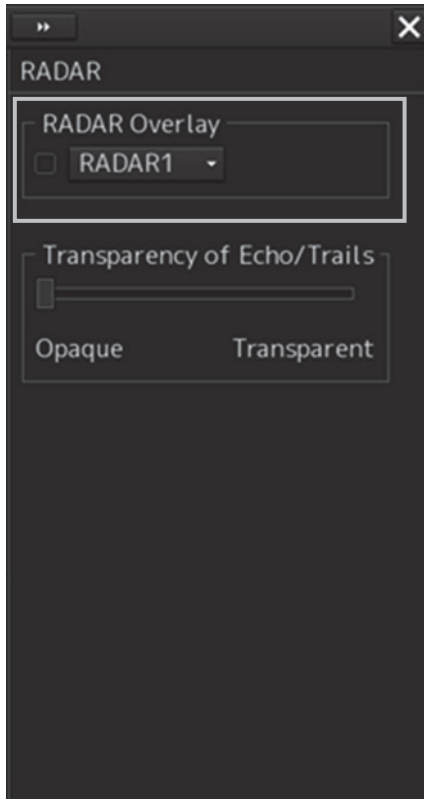 RADAR
RADAR Overlay
RADAR1
Transparency of Echo/Trails
Opaque Transparent